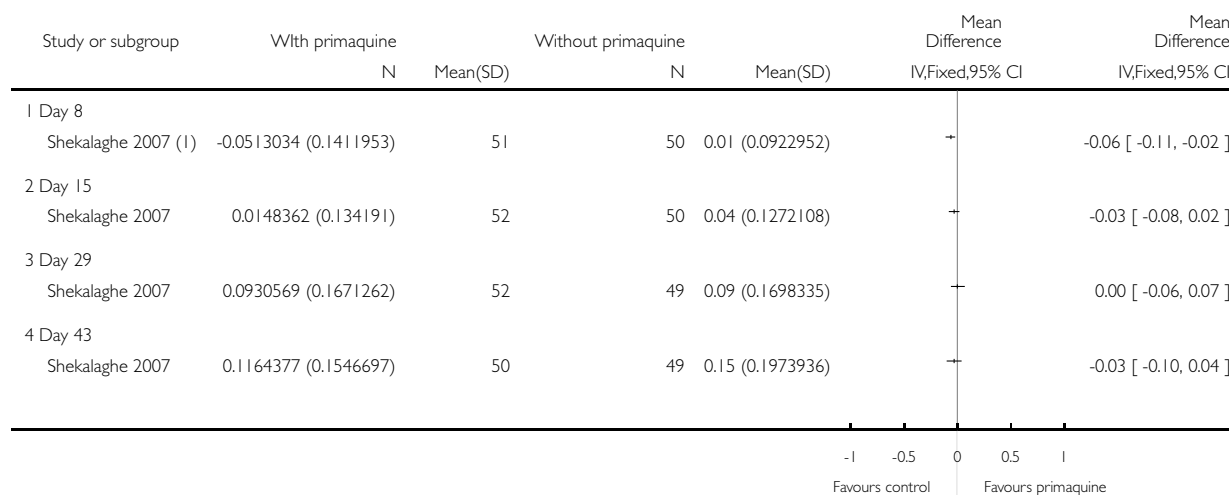 Study or subgroup WIth primaquine Without primaquine Mean Difference Mean Difference
N Mean(SD) N Mean(SD) IV,Fixed,95% CI IV,Fixed,95% CI
1 Day 8
Shekalaghe 2007 (1) -0.0513034 (0.1411953) 51 50 0.01 (0.0922952) -0.06 [ -0.11, -0.02 ]
2 Day 15
Shekalaghe 2007 0.0148362 (0.134191) 52 50 0.04 (0.1272108) -0.03 [ -0.08, 0.02 ]
3 Day 29
Shekalaghe 2007 0.0930569 (0.1671262) 52 49 0.09 (0.1698335) 0.00 [ -0.06, 0.07 ]
4 Day 43
Shekalaghe 2007 0.1164377 (0.1546697) 50 49 0.15 (0.1973936) -0.03 [ -0.10, 0.04 ]
-1 -0.5 0 0.5 1
Favours control Favours primaquine